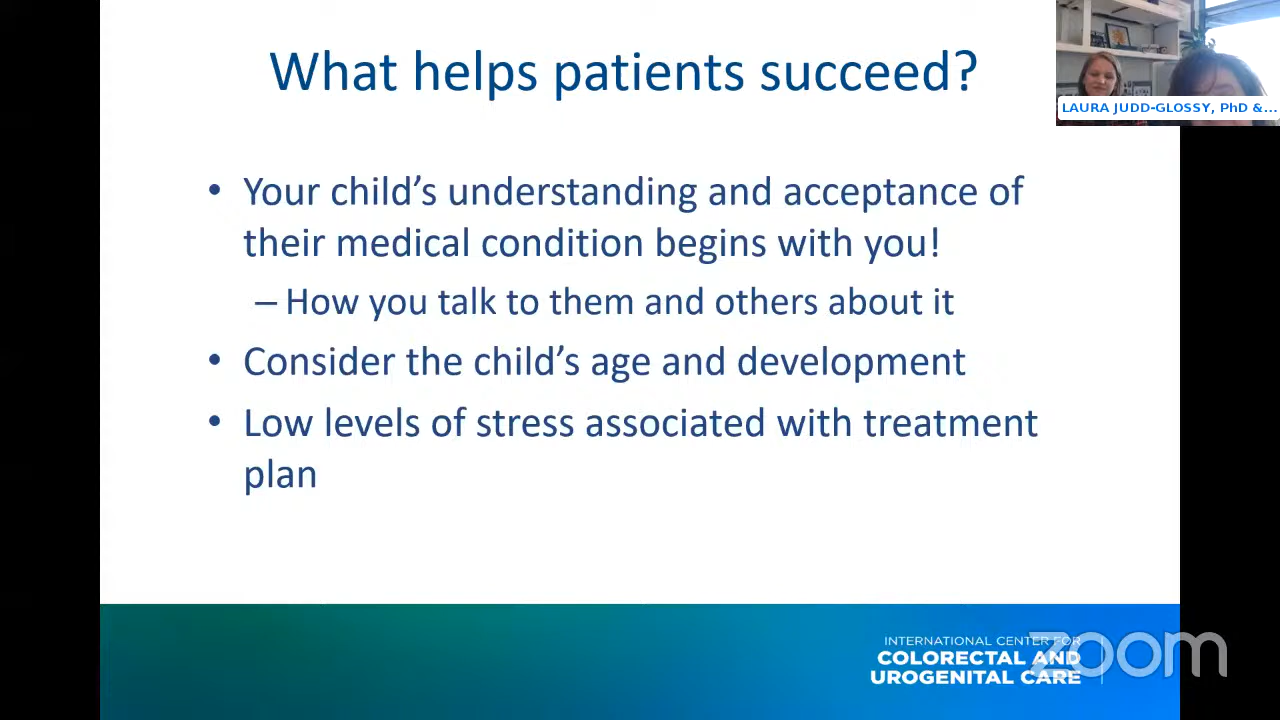 What helps patients succeed?
LAURA JUDD-GLOSSY, PhD &...
• Your child’s understanding and acceptance of
their medical condition begins with you!
– How you talk to them and others about it
• Consider the child’s age and development
• Low levels of stress associated with treatment
plan
INTERNATIONAL CENTER FOR
COLORECTAL AND
UROGENITAL CARE
zoom